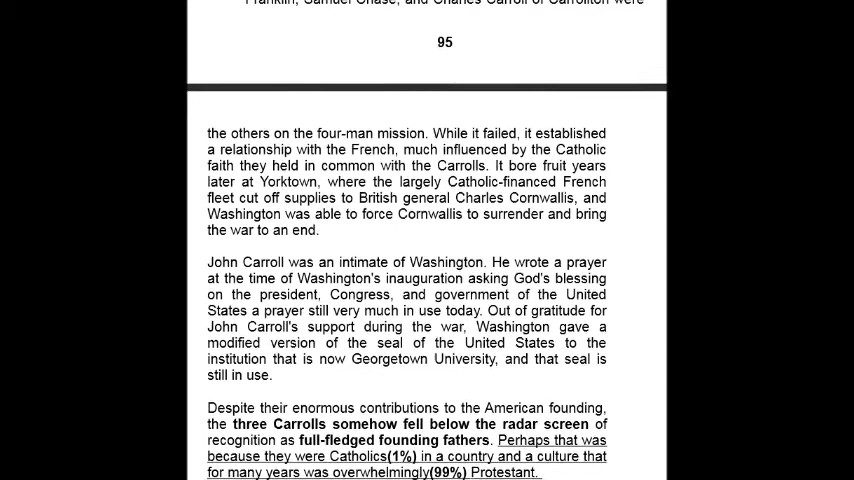 Franklin, Samuel Chase, and Charles Carroll of Carrollton were
95
the others on the four-man mission. While it failed, it established
a relationship with the French, much influenced by the Catholic
faith they held in common with the Carrolls. It bore fruit years
later at Yorktown, where the largely Catholic-financed French
fleet cut off supplies to British general Charles Cornwallis, and
Washington was able to force Cornwallis to surrender and bring
the war to an end.
John Carroll was an intimate of Washington. He wrote a prayer
at the time of Washington's inauguration asking God's blessing
on the president, Congress, and government of the United
States a prayer still very much in use today. Out of gratitude for
John Carroll's support during the war, Washington gave a
modified version of the seal of the United States to the
institution that is now Georgetown University, and that seal is
still in use.
Despite their enormous contributions to the American founding,
the three Carrolls somehow fell below the radar screen of
recognition as full-fledged founding fathers. Perhaps that was
because they were Catholics(1%) in a country and a culture that
for many years was overwhelmingly(99%) Protestant.